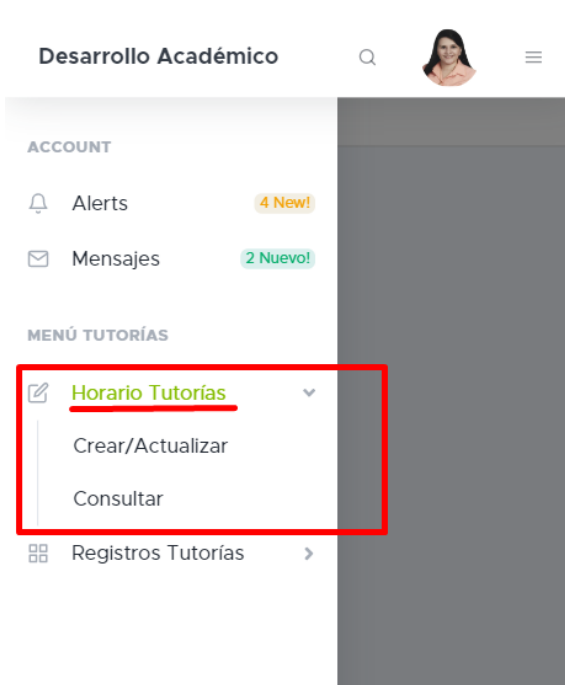 Desarrollo Académico
ACCOUNT
Alerts 4 New!
Mensajes 2 Nuevo!
MENÚ TUTORÍAS
Horario Tutorías
Crear/Actualizar
Consultar
Registros Tutorías